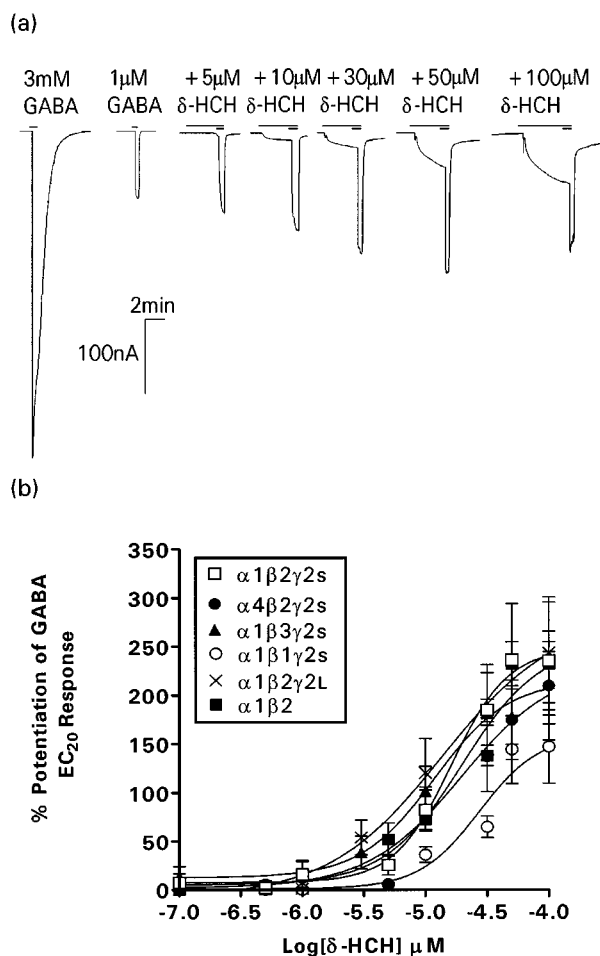 (a)
3mM 1μM +5μM +10μM +30μM +50μM +100μM
GABA GABA δ-HCH δ-HCH δ-HCH δ-HCH δ-HCH
2min
100nA
(b)
% Potentiation of GABA
EC20 Response
350
300
250
200
150
100
50
0
α1β2γ2s
α4β2γ2s
α1β3γ2s
α1β1γ2s
α1β2γ2L
α1β2
-7.0 -6.5 -6.0 -5.5 -5.0 -4.5 -4.0
Log[δ-HCH] μM